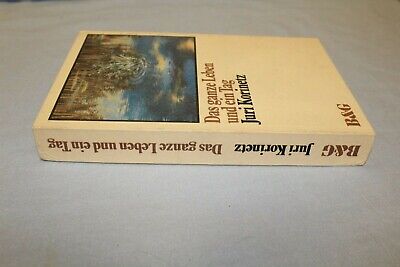 Das ganze Leben
und ein Tag
Juri Korinetz
B&G
B&G Juri Korinetz Das ganze Leben und ein Tag